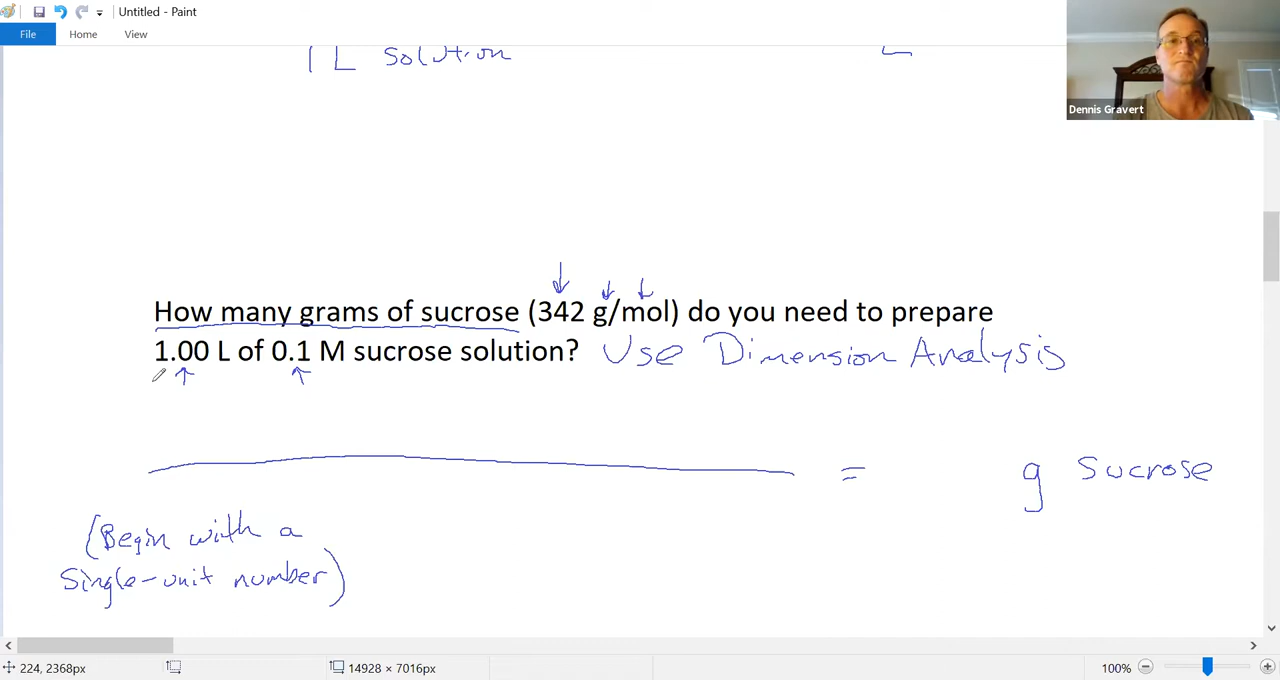 Untitled - Paint
File Home View
Dennis Gravert
1 L Solution
How many grams of sucrose (342 g/mol) do you need to prepare
1.00 L of 0.1 M sucrose solution? Use Dimension Analysis
= g Sucrose
(Begin with a
Single-unit number)
224, 2368px 14928 × 7016px 100%